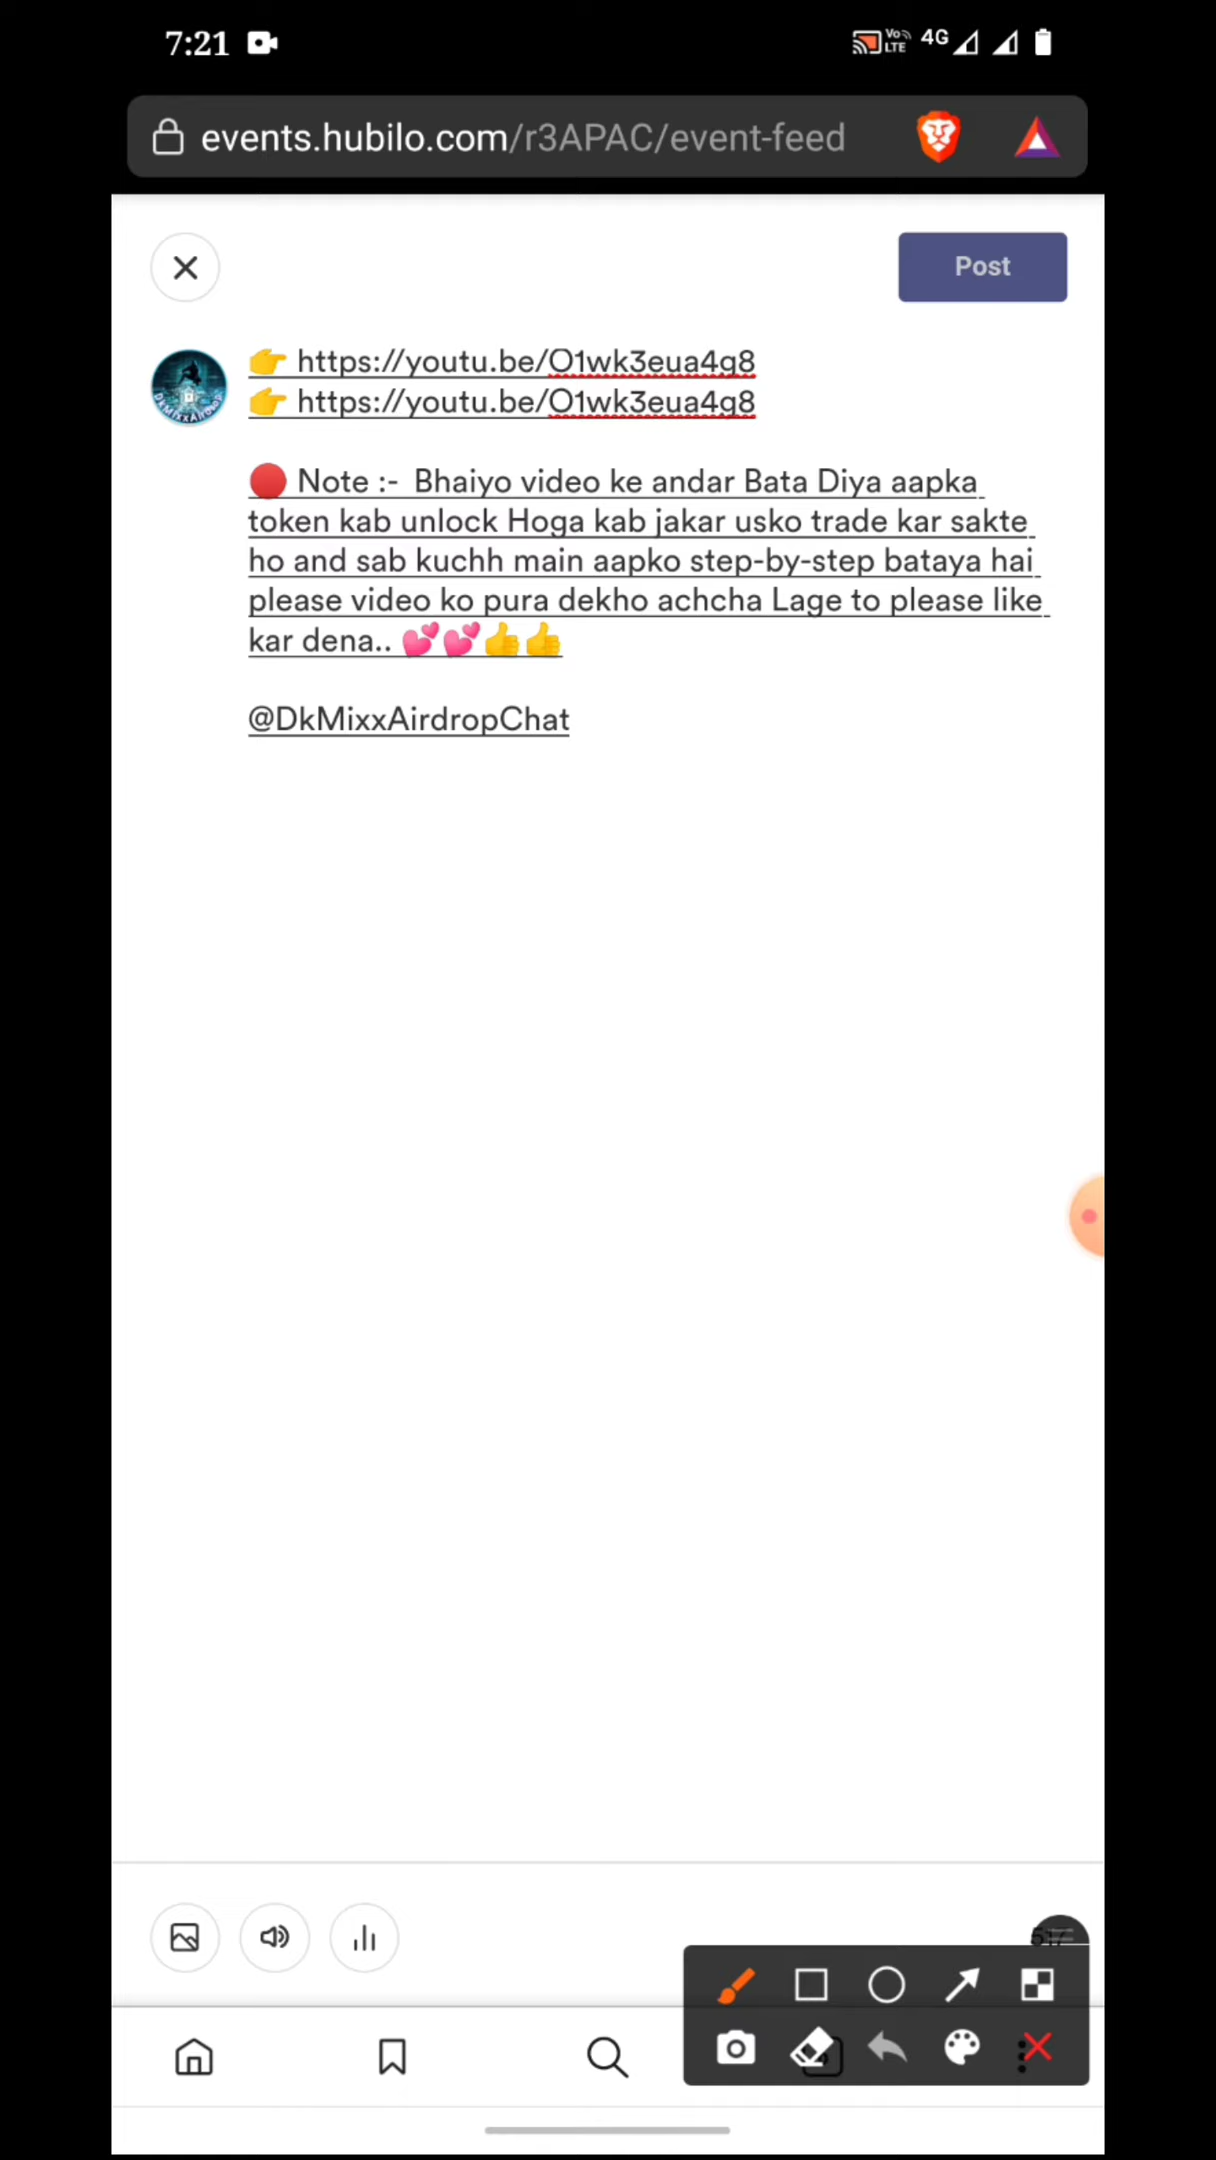 7:21
Vo LTE 4G
events.hubilo.com/r3APAC/event-feed
Post
👉 https://youtu.be/O1wk3eua4g8
👉 https://youtu.be/O1wk3eua4g8
🔴 Note :-  Bhaiyo video ke andar Bata Diya aapka
token kab unlock Hoga kab jakar usko trade kar sakte
ho and sab kuchh main aapko step-by-step bataya hai
please video ko pura dekho achcha Lage to please like
kar dena.. 💕💕👍👍
@DkMixxAirdropChat
DkMixxAirdrop